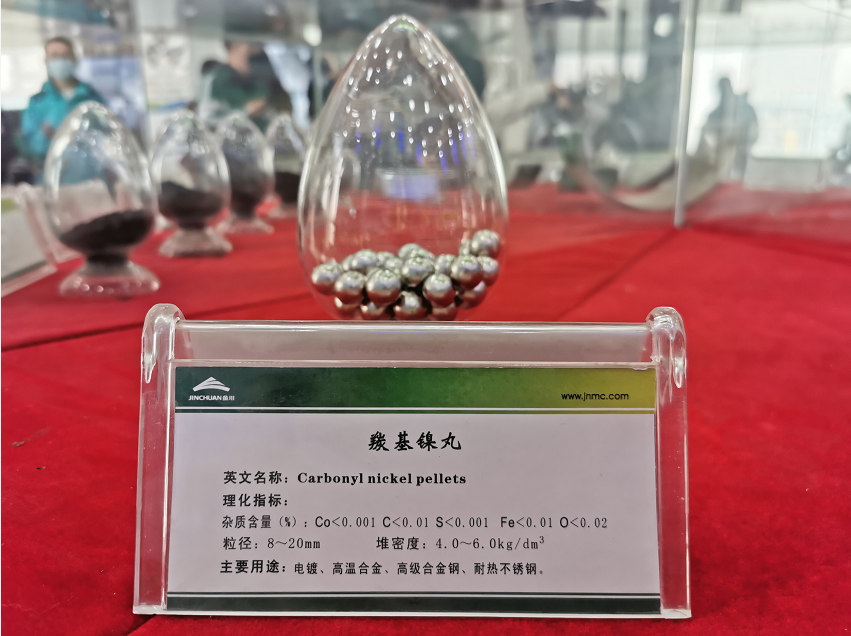 JINCHUAN 金川
www.jnmc.com
羰基镍丸
英文名称：Carbonyl nickel pellets
理化指标：
杂质含量（%）：Co<0.001 C<0.01 S<0.001 Fe<0.01 O<0.02
粒径：8～20mm 堆密度：4.0～6.0kg/dm³
主要用途：电镀、高温合金、高级合金钢、耐热不锈钢。